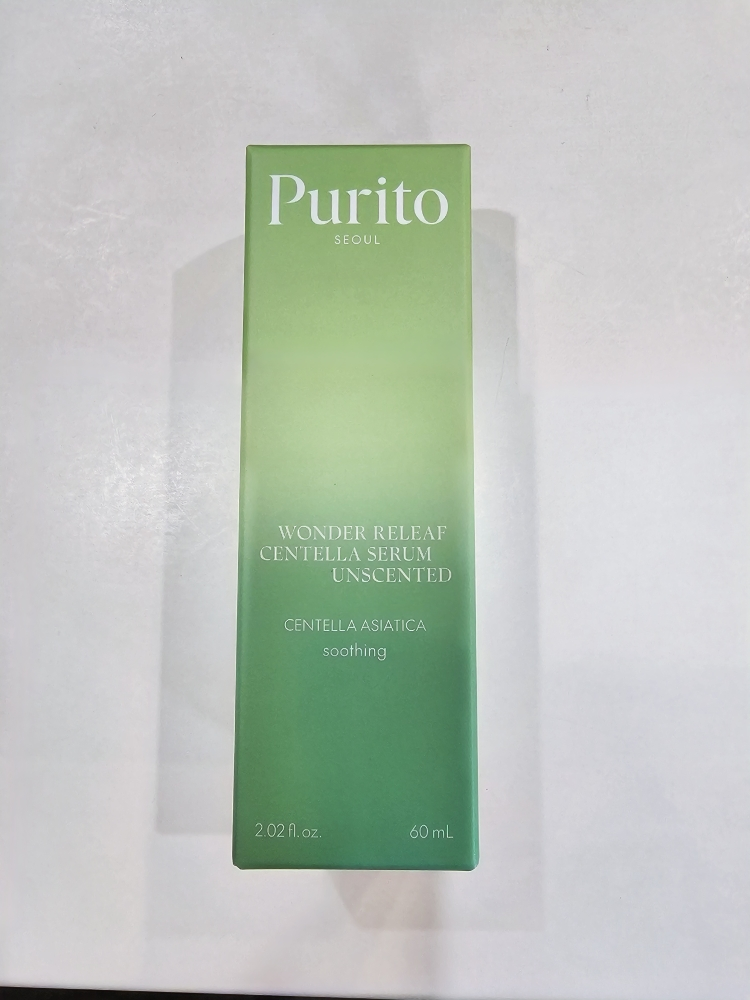 Purito
SEOUL
WONDER RELEAF
CENTELLA SERUM
UNSCENTED
CENTELLA ASIATICA
soothing
2.02 fl. oz. 60 mL